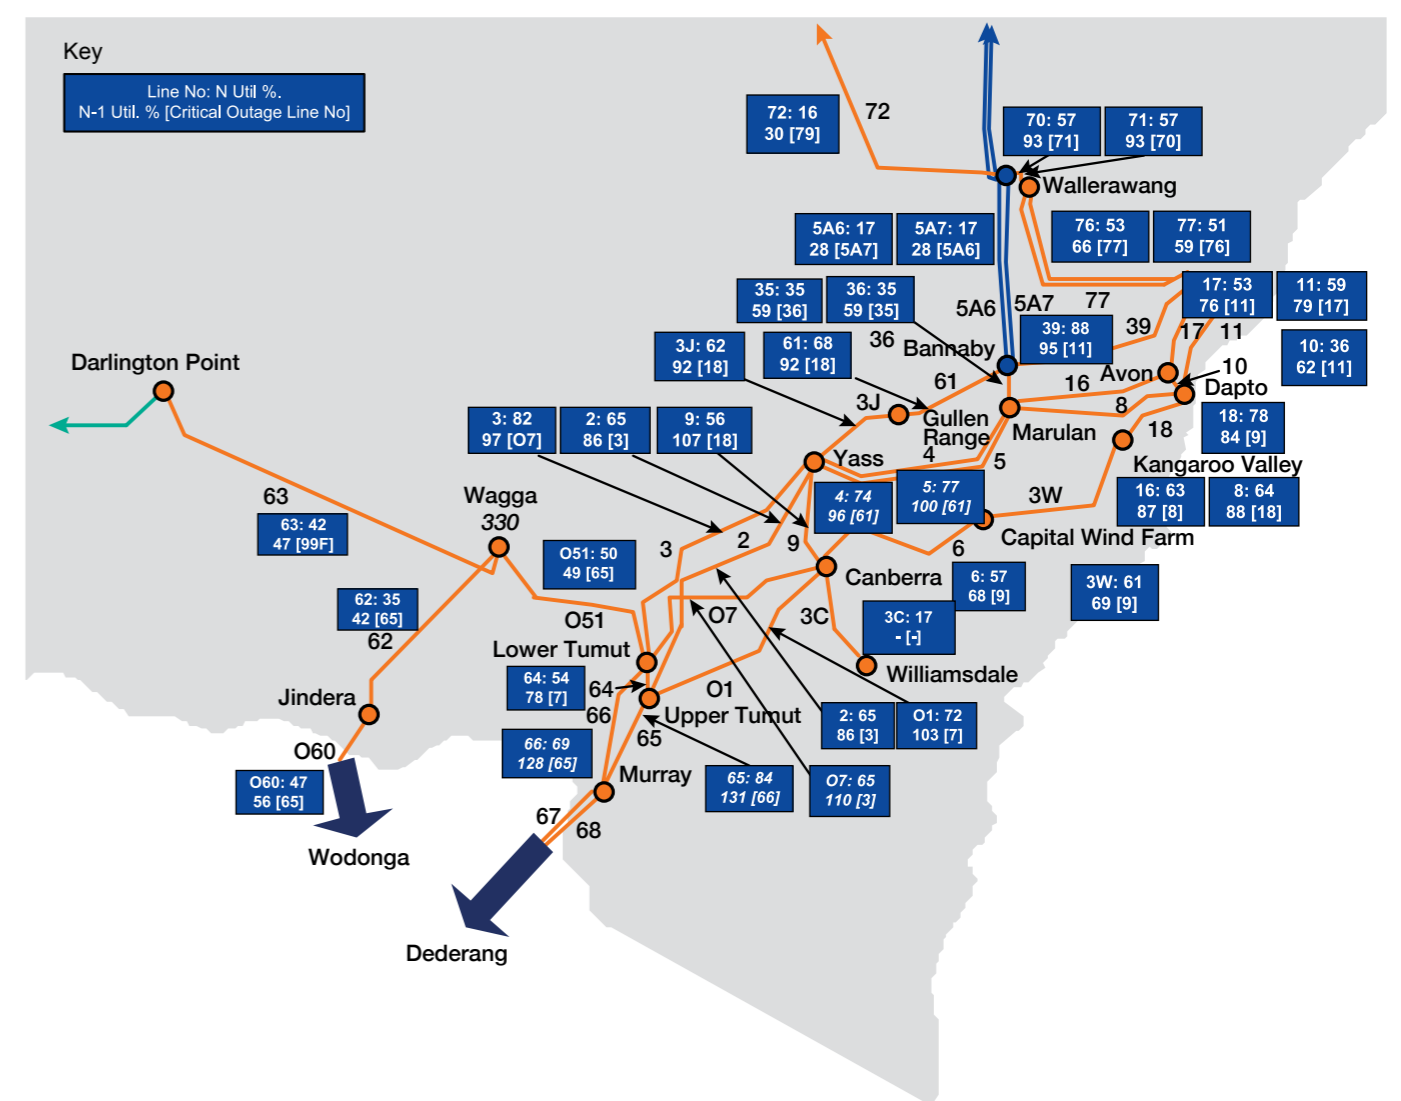 Key
Line No: N Util %.
N-1 Util. % [Critical Outage Line No]
72: 16
30 [79]
72
70: 57
93 [71]
71: 57
93 [70]
Wallerawang
5A6: 17
28 [5A7]
5A7: 17
28 [5A6]
76: 53
66 [77]
77: 51
59 [76]
35: 35
59 [36]
36: 35
59 [35]
5A6
5A7
77
17: 53
76 [11]
11: 59
79 [17]
39
17
11
36
Bannaby
39: 88
95 [11]
10: 36
62 [11]
3J: 62
92 [18]
61: 68
92 [18]
Darlington Point
61
16
Avon
10
Dapto
3J
Gullen
Range
Marulan
8
18
18: 78
84 [9]
3: 82
97 [O7]
2: 65
86 [3]
9: 56
107 [18]
Yass
4
5
Kangaroo Valley
63
Wagga
330
63: 42
47 [99F]
4: 74
96 [61]
5: 77
100 [61]
3W
16: 63
87 [8]
8: 64
88 [18]
Capital Wind Farm
3
2
9
6
O51: 50
49 [65]
Canberra
6: 57
68 [9]
3W: 61
69 [9]
62: 35
42 [65]
62
O51
O7
3C
3C: 17
- [-]
Lower Tumut
Williamsdale
64: 54
78 [7]
64
66
O1
Jindera
Upper Tumut
65
2: 65
86 [3]
O1: 72
103 [7]
O60
66: 69
128 [65]
Murray
65: 84
131 [66]
O7: 65
110 [3]
O60: 47
56 [65]
67
68
Wodonga
Dederang